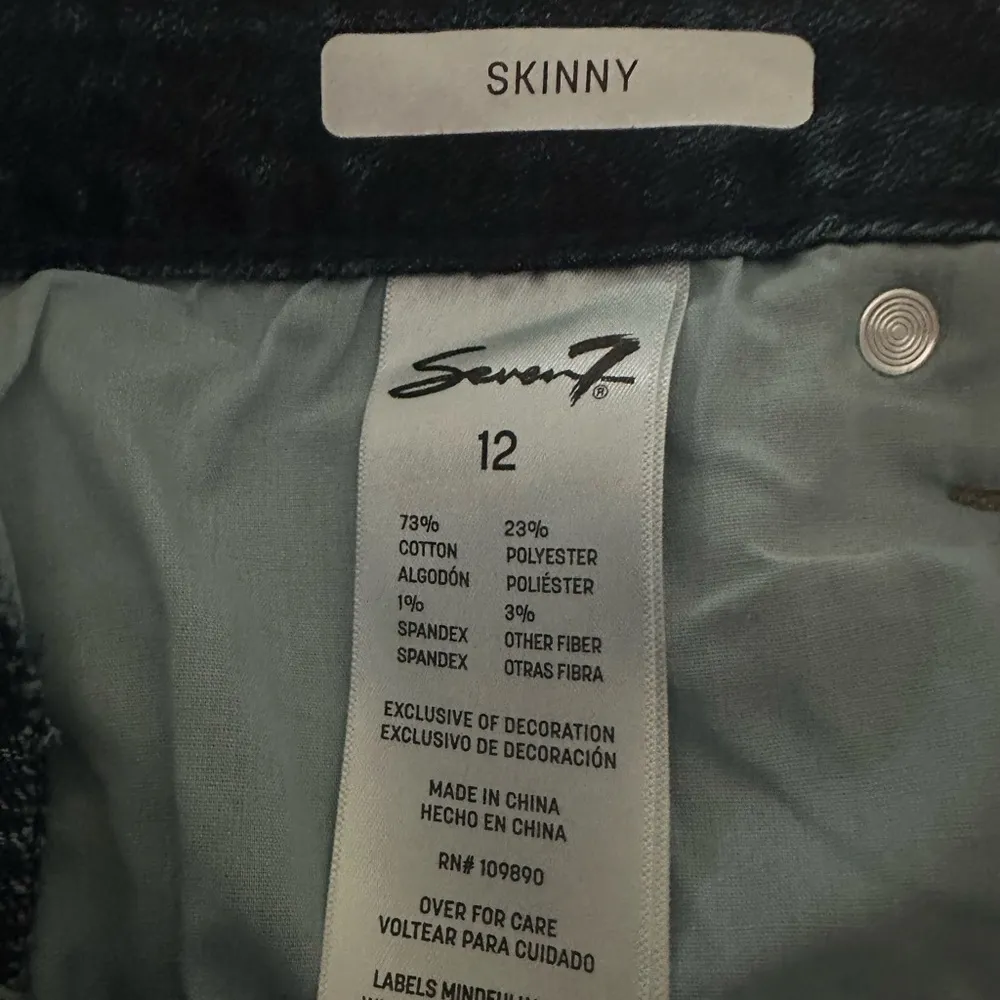 SKINNY
Seven7®
12
73% 23%
COTTON POLYESTER
ALGODÓN POLIÉSTER
1% 3%
SPANDEX OTHER FIBER
SPANDEX OTRAS FIBRA
EXCLUSIVE OF DECORATION
EXCLUSIVO DE DECORACIÓN
MADE IN CHINA
HECHO EN CHINA
RN# 109890
OVER FOR CARE
VOLTEAR PARA CUIDADO
LABELS